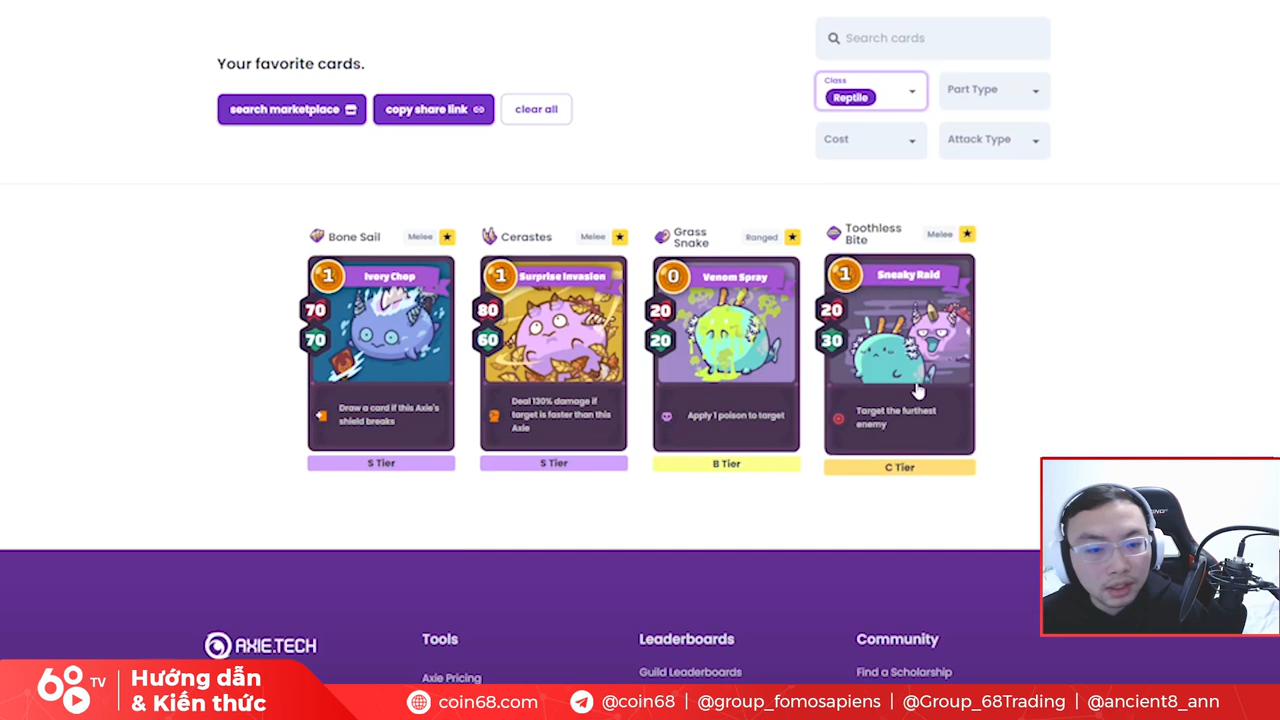 Search cards
Your favorite cards.
Class
Reptile
Part Type
search marketplace
copy share link
clear all
Cost
Attack Type
Bone Sail
Melee
Cerastes
Melee
Grass
Snake
Ranged
Toothless
Bite
Melee
1
Ivory Chop
70
70
Draw a card if this Axie's
shield breaks
S Tier
1
Surprise Invasion
80
60
Deal 130% damage if
target is faster than this
Axie
S Tier
0
Venom Spray
20
20
Apply 1 poison to target
B Tier
1
Sneaky Raid
20
30
Target the furthest
enemy
C Tier
AXIE.TECH
Tools
Leaderboards
Community
Axie Pricing
Guild Leaderboards
Find a Scholarship
68 TV
Hướng dẫn
& Kiến thức
coin68.com
@coin68 | @group_fomosapiens | @Group_68Trading | @ancient8_ann